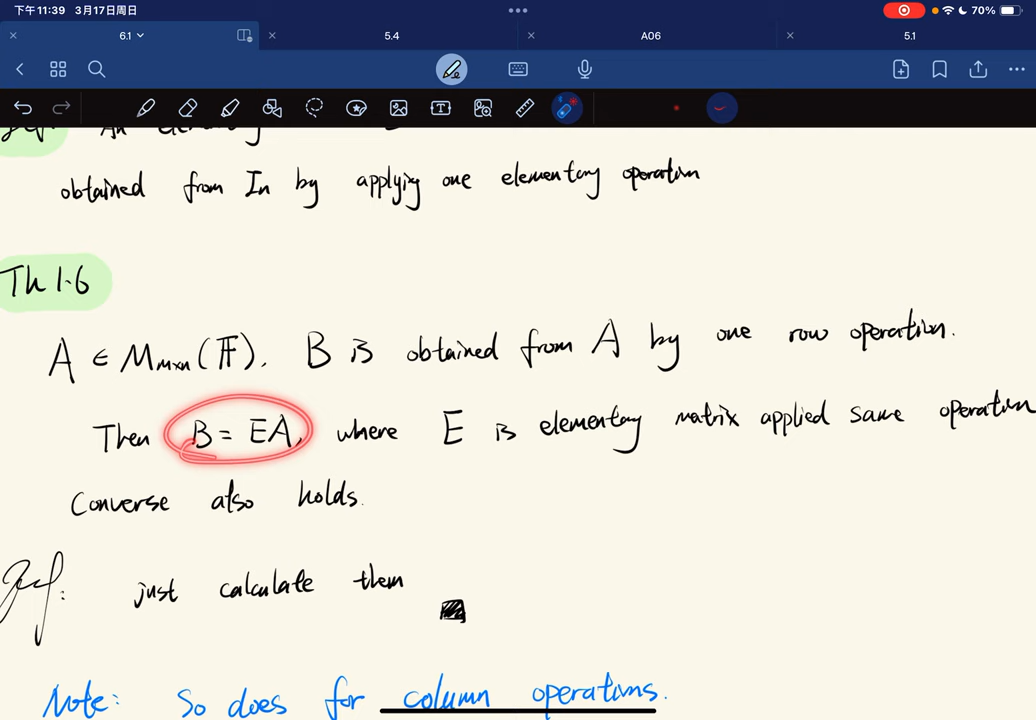 下午11:39 3月17日周日
70%
6.1
5.4
A06
5.1
obtained from In by applying one elementary operation
Th 1.6
A ∈ Mm×n (F). B is obtained from A by one row operation.
Then B = EA, where E is elementary matrix applied same operation
Converse also holds.
just calculate them
Note: So does for column operations.